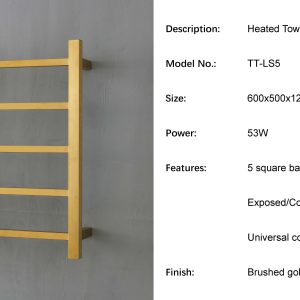 Description: Heated Tow
Model No.: TT-LS5
Size: 600x500x12
Power: 53W
Features: 5 square ba
Exposed/Co
Universal co
Finish: Brushed gol